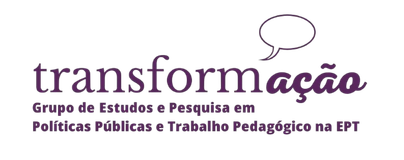 transformação
Grupo de Estudos e Pesquisa em
Políticas Públicas e Trabalho Pedagógico na EPT